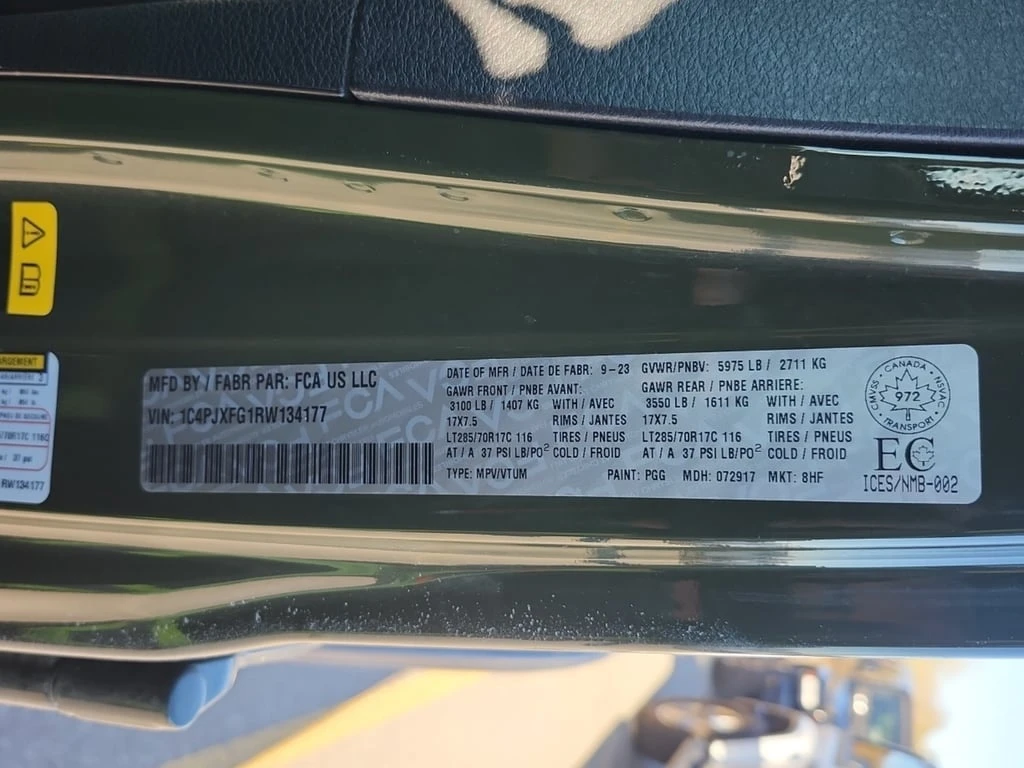 MFD BY / FABR PAR: FCA US LLC
VIN: 1C4PJXFG1RW134177
DATE OF MFR / DATE DE FABR: 9-23
GVWR/PNBV: 5975 LB / 2711 KG
GAWR FRONT / PNBE AVANT:
3100 LB / 1407 KG WITH / AVEC
17X7.5 RIMS / JANTES
LT285/70R17C 116 TIRES / PNEUS
AT / A 37 PSI LB/PO² COLD / FROID
GAWR REAR / PNBE ARRIERE:
3550 LB / 1611 KG WITH / AVEC
17X7.5 RIMS / JANTES
LT285/70R17C 116 TIRES / PNEUS
AT / A 37 PSI LB/PO² COLD / FROID
TYPE: MPV/VTUM PAINT: PGG MDH: 072917 MKT: 8HF
CANADA
CMVSS · NSVAC
972
TRANSPORT
EC
ICES/NMB-002
RW134177